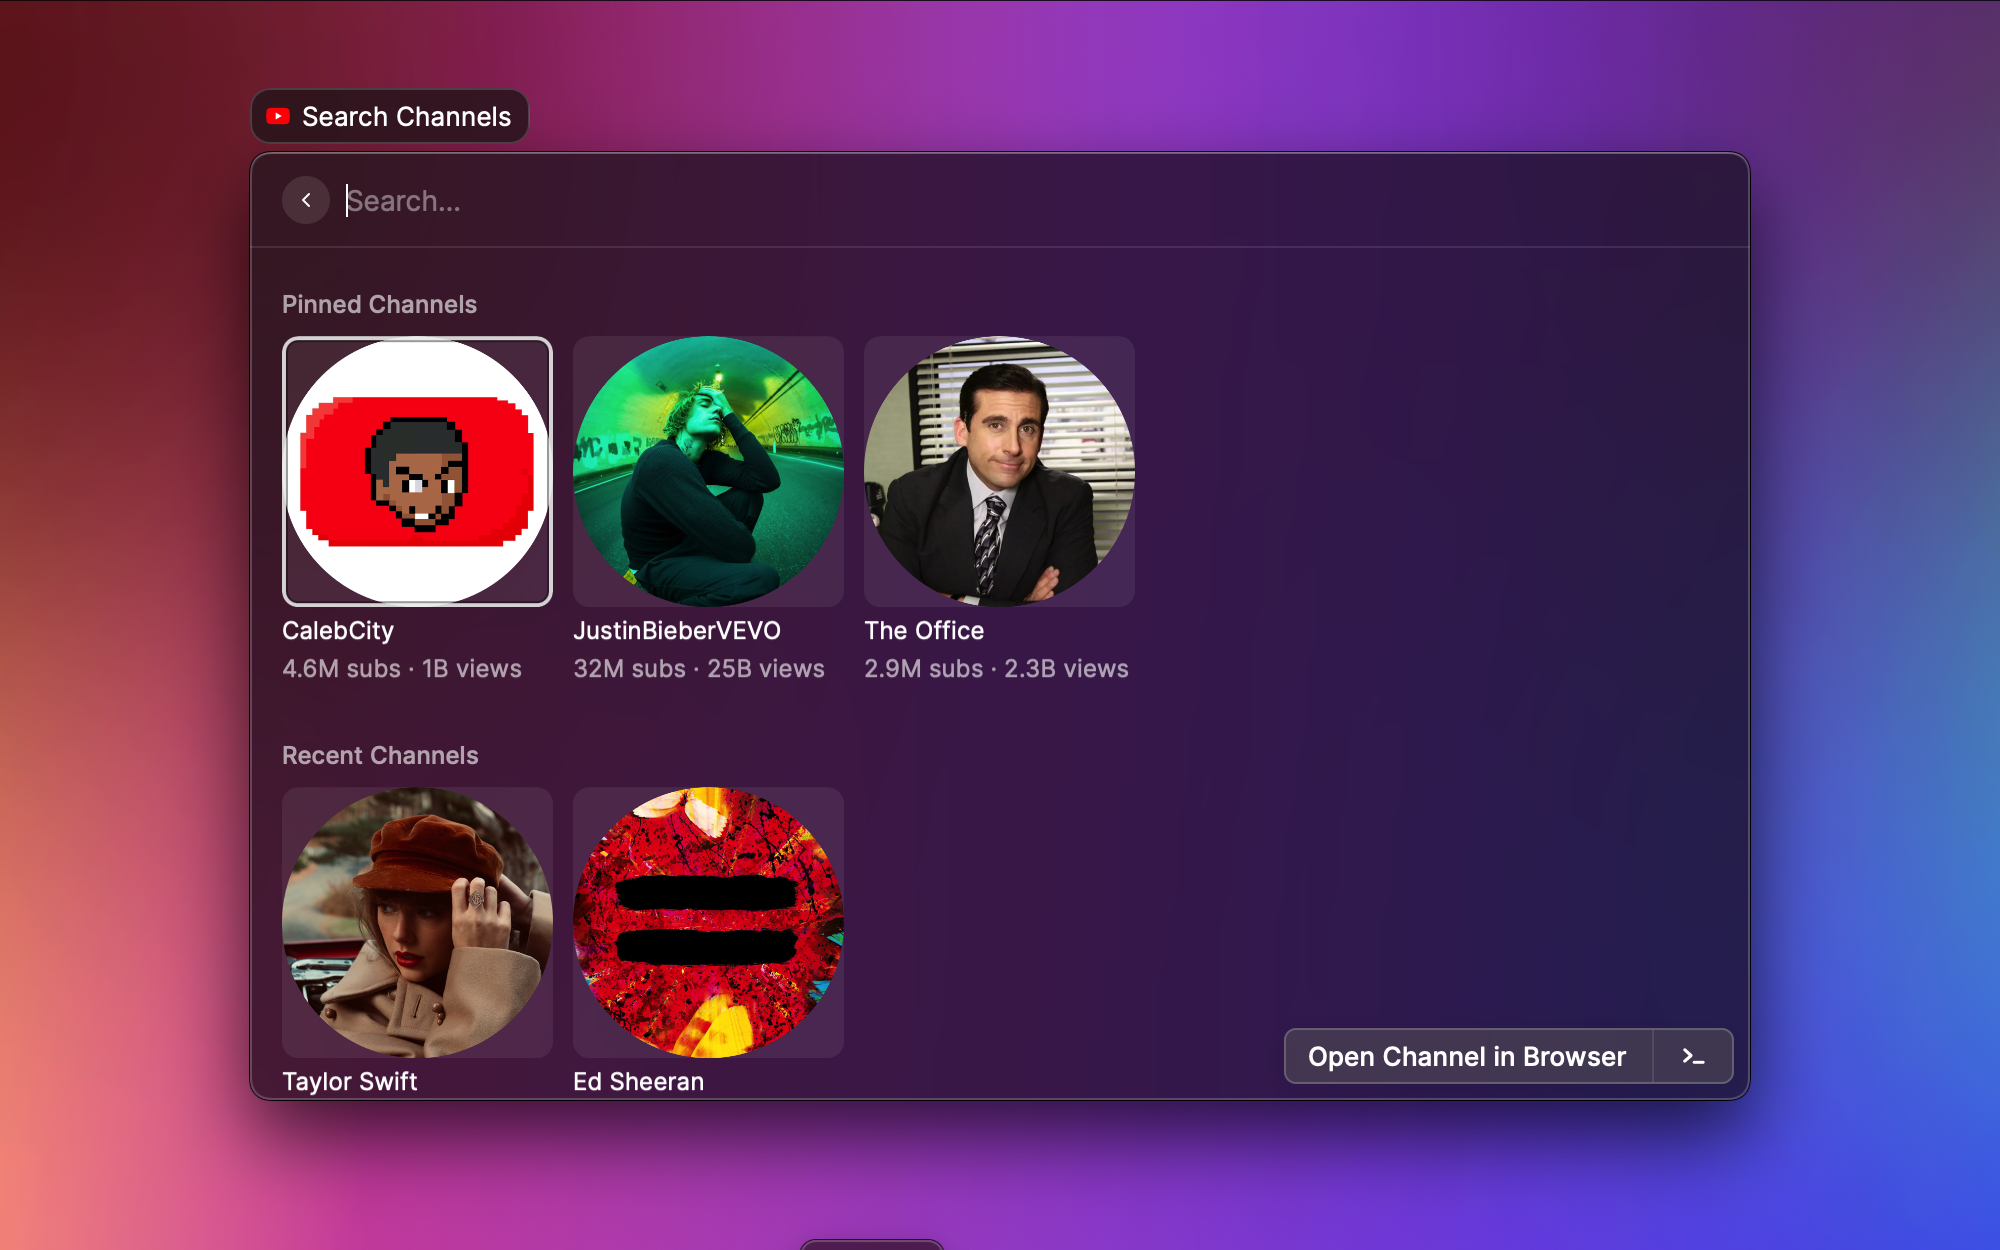 Search Channels
Search...
Pinned Channels
CalebCity
4.6M subs · 1B views
JustinBieberVEVO
32M subs · 25B views
The Office
2.9M subs · 2.3B views
Recent Channels
Taylor Swift
Ed Sheeran
Open Channel in Browser